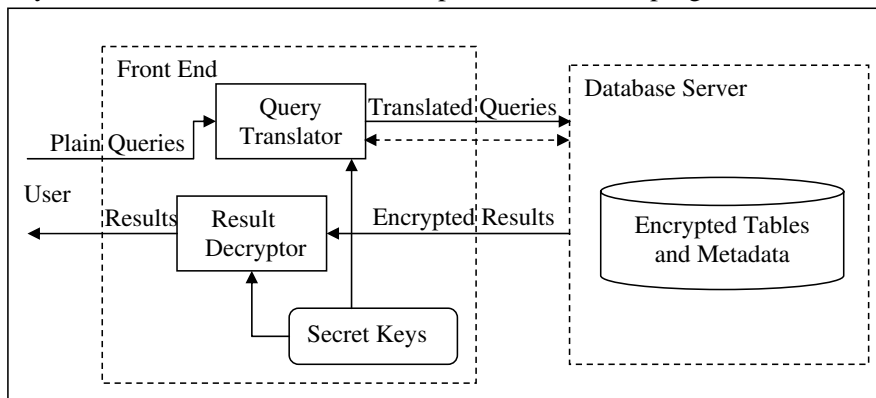 Front End
Query
Translator
Translated Queries
Database Server
Plain Queries
User
Results
Result
Decryptor
Encrypted Results
Encrypted Tables
and Metadata
Secret Keys